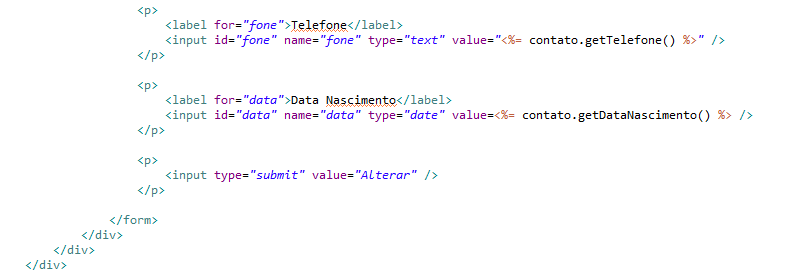 <p>
<label for="fone">Telefone</label>
<input id="fone" name="fone" type="text" value="<%= contato.getTelefone() %>" />
</p>
<p>
<label for="data">Data Nascimento</label>
<input id="data" name="data" type="date" value=<%= contato.getDataNascimento() %> />
</p>
<p>
<input type="submit" value="Alterar" />
</p>
</form>
</div>
</div>
</div>